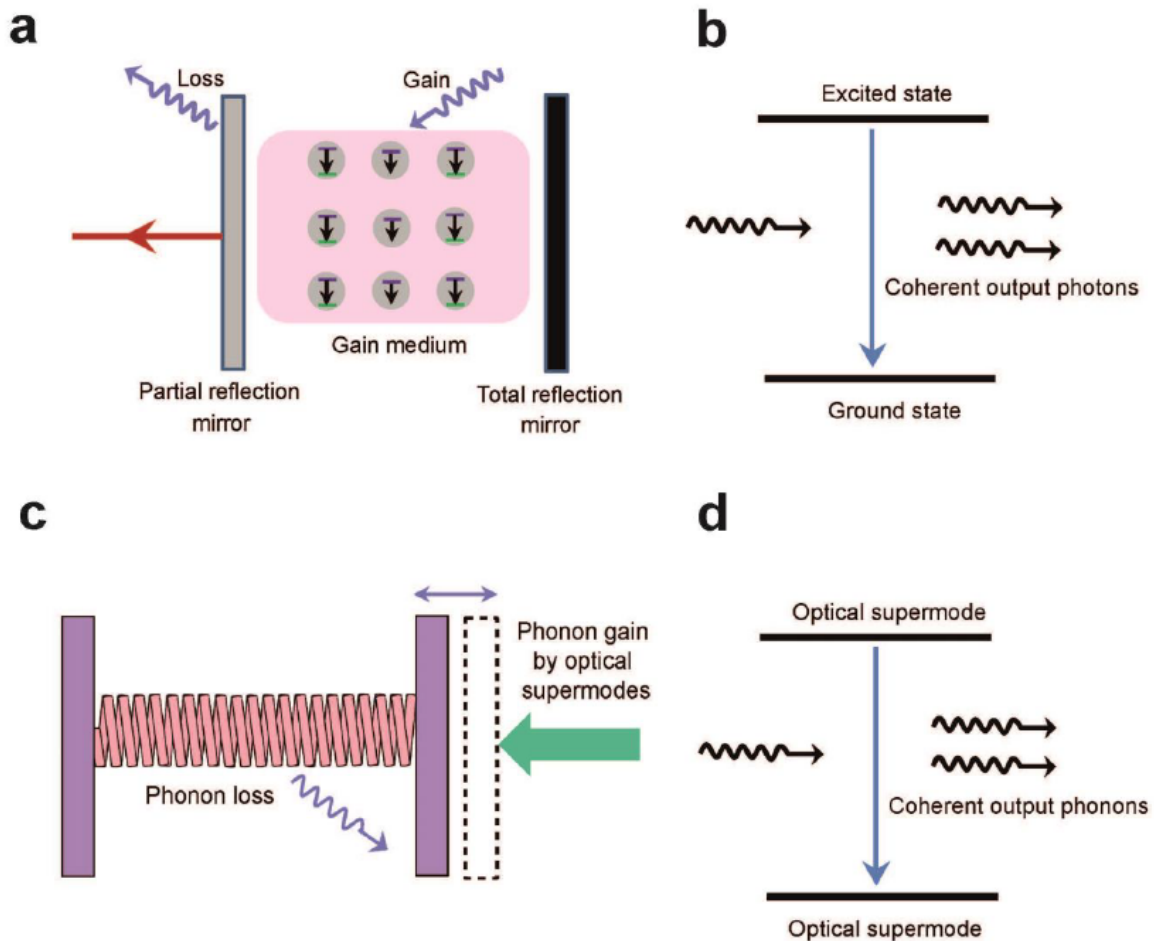 a
Loss
Gain
Gain medium
Partial reflection
mirror
Total reflection
mirror
b
Excited state
Coherent output photons
Ground state
c
Phonon gain
by optical
supermodes
Phonon loss
d
Optical supermode
Coherent output phonons
Optical supermode